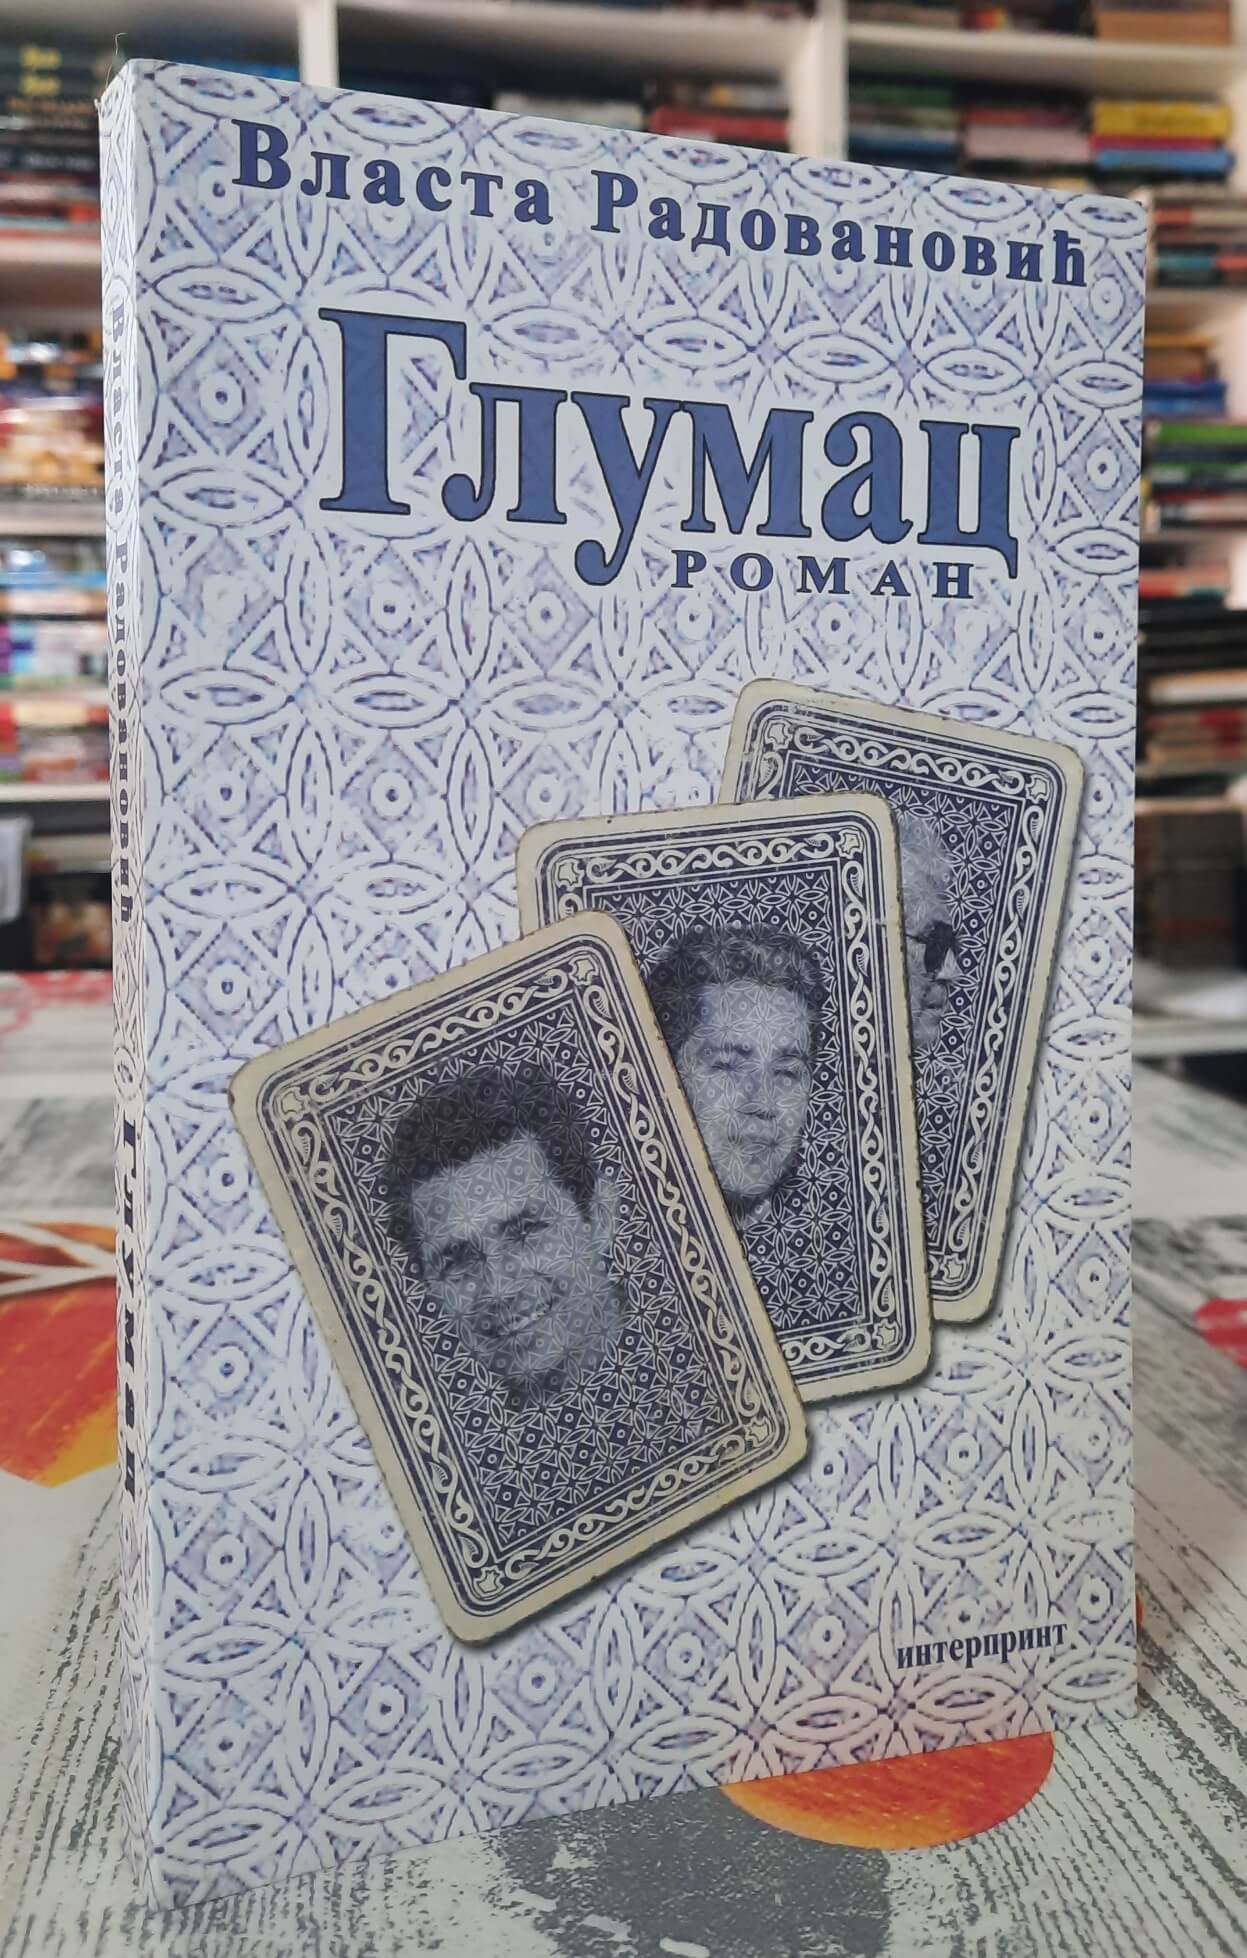 Власта Радовановић
Глумац
РОМАН
интерпринт
Власта Радовановић Глумац